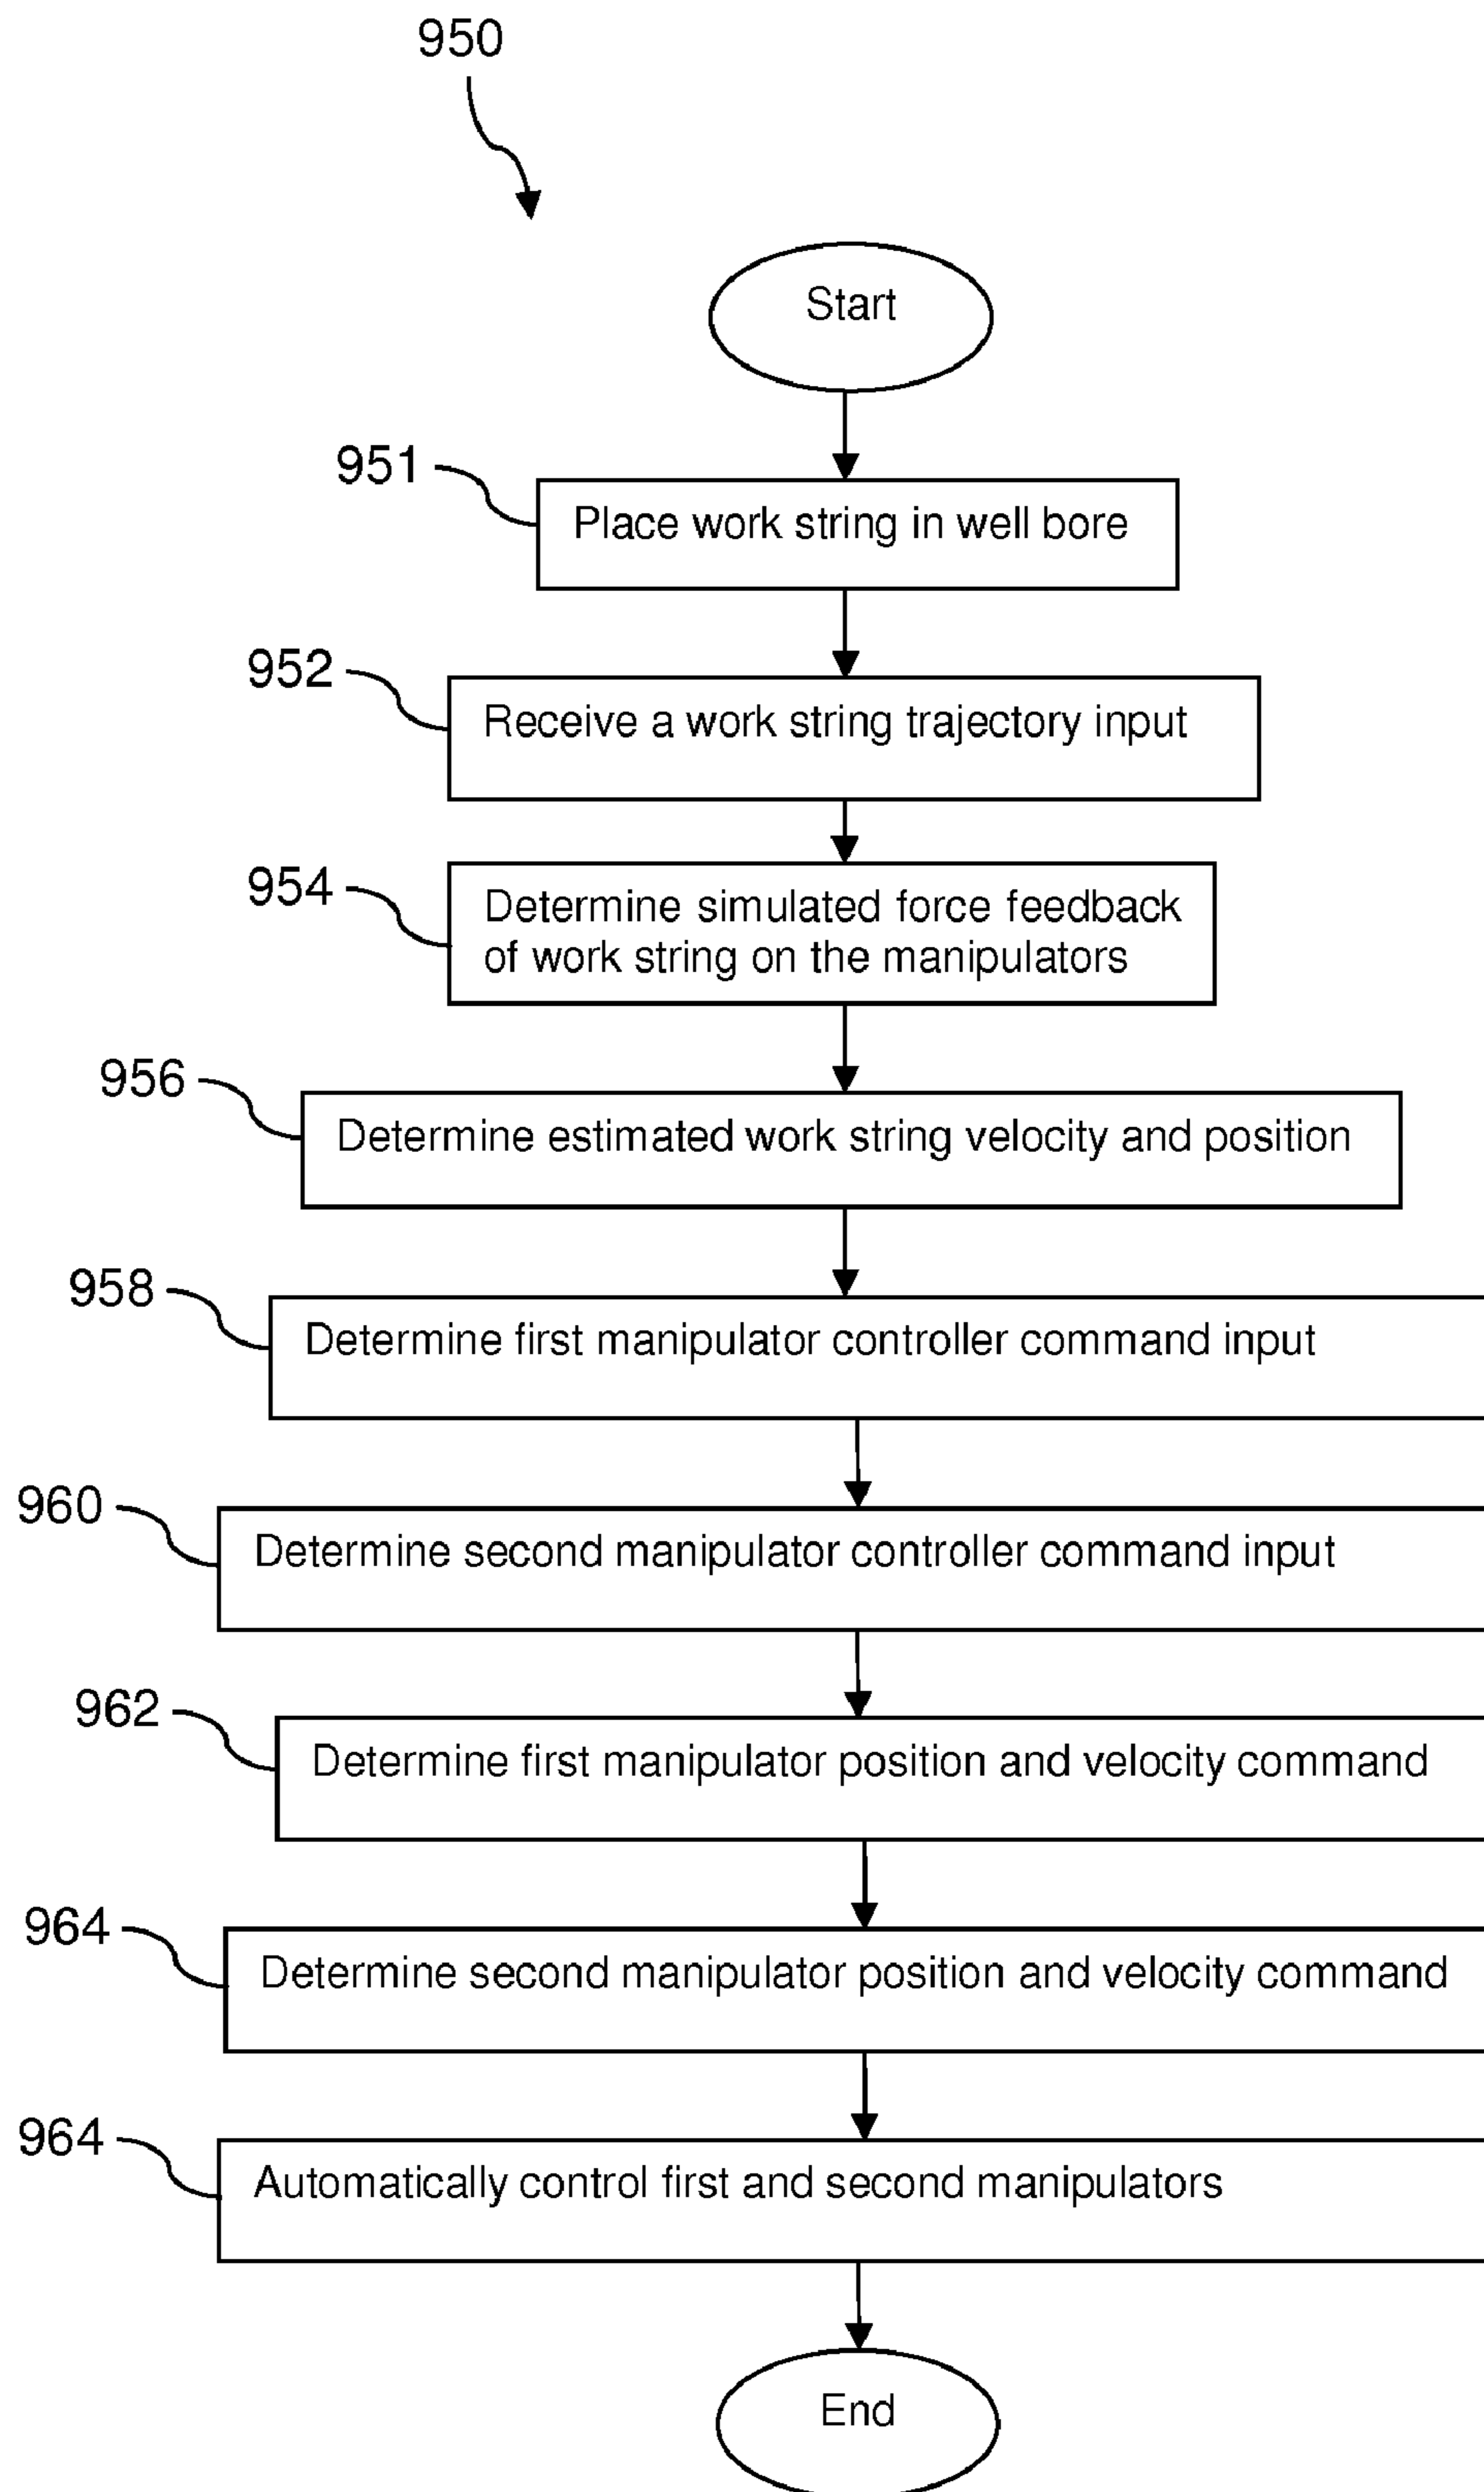 950
Start
951
Place work string in well bore
952
Receive a work string trajectory input
954
Determine simulated force feedback
of work string on the manipulators
956
Determine estimated work string velocity and position
958
Determine first manipulator controller command input
960
Determine second manipulator controller command input
962
Determine first manipulator position and velocity command
964
Determine second manipulator position and velocity command
964
Automatically control first and second manipulators
End